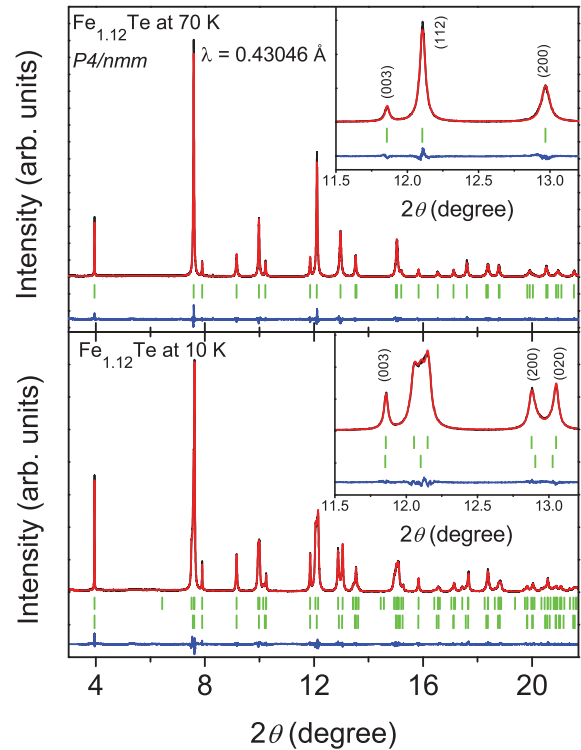 Fe1.12Te at 70 K
P4/nmm
λ = 0.43046 Å
Intensity (arb. units)
(003)
(112)
(200)
11.5 12.0 12.5 13.0
2θ (degree)
Fe1.12Te at 10 K
Intensity (arb. units)
(003)
(200)
(020)
11.5 12.0 12.5 13.0
2θ (degree)
4 8 12 16 20
2θ (degree)